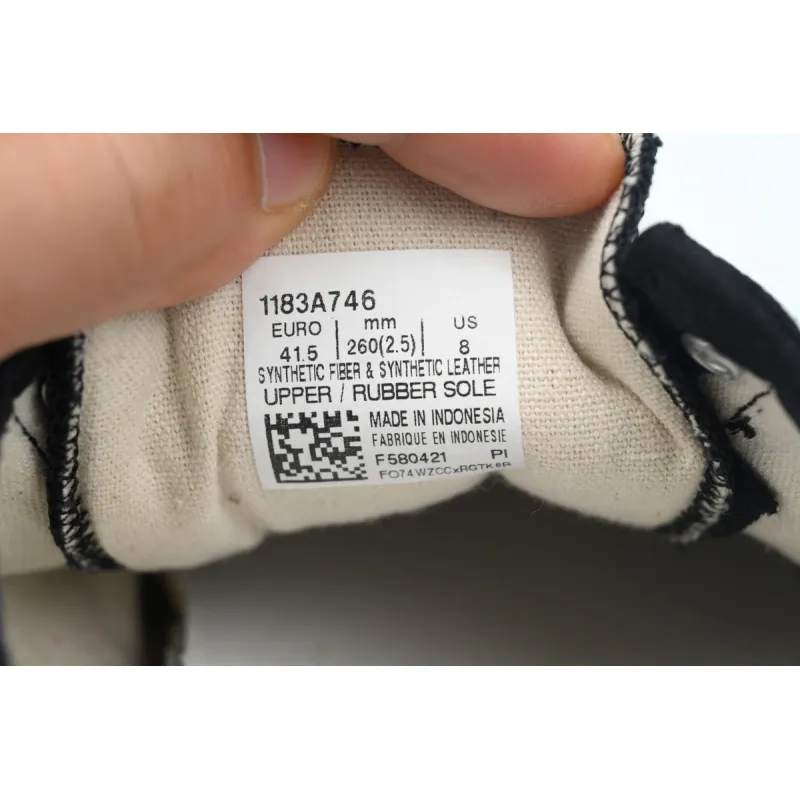 1183A746
EURO | mm | US
41.5 | 260(2.5) | 8
SYNTHETIC FIBER & SYNTHETIC LEATHER
UPPER / RUBBER SOLE
MADE IN INDONESIA
FABRIQUE EN INDONESIE
F580421 PI